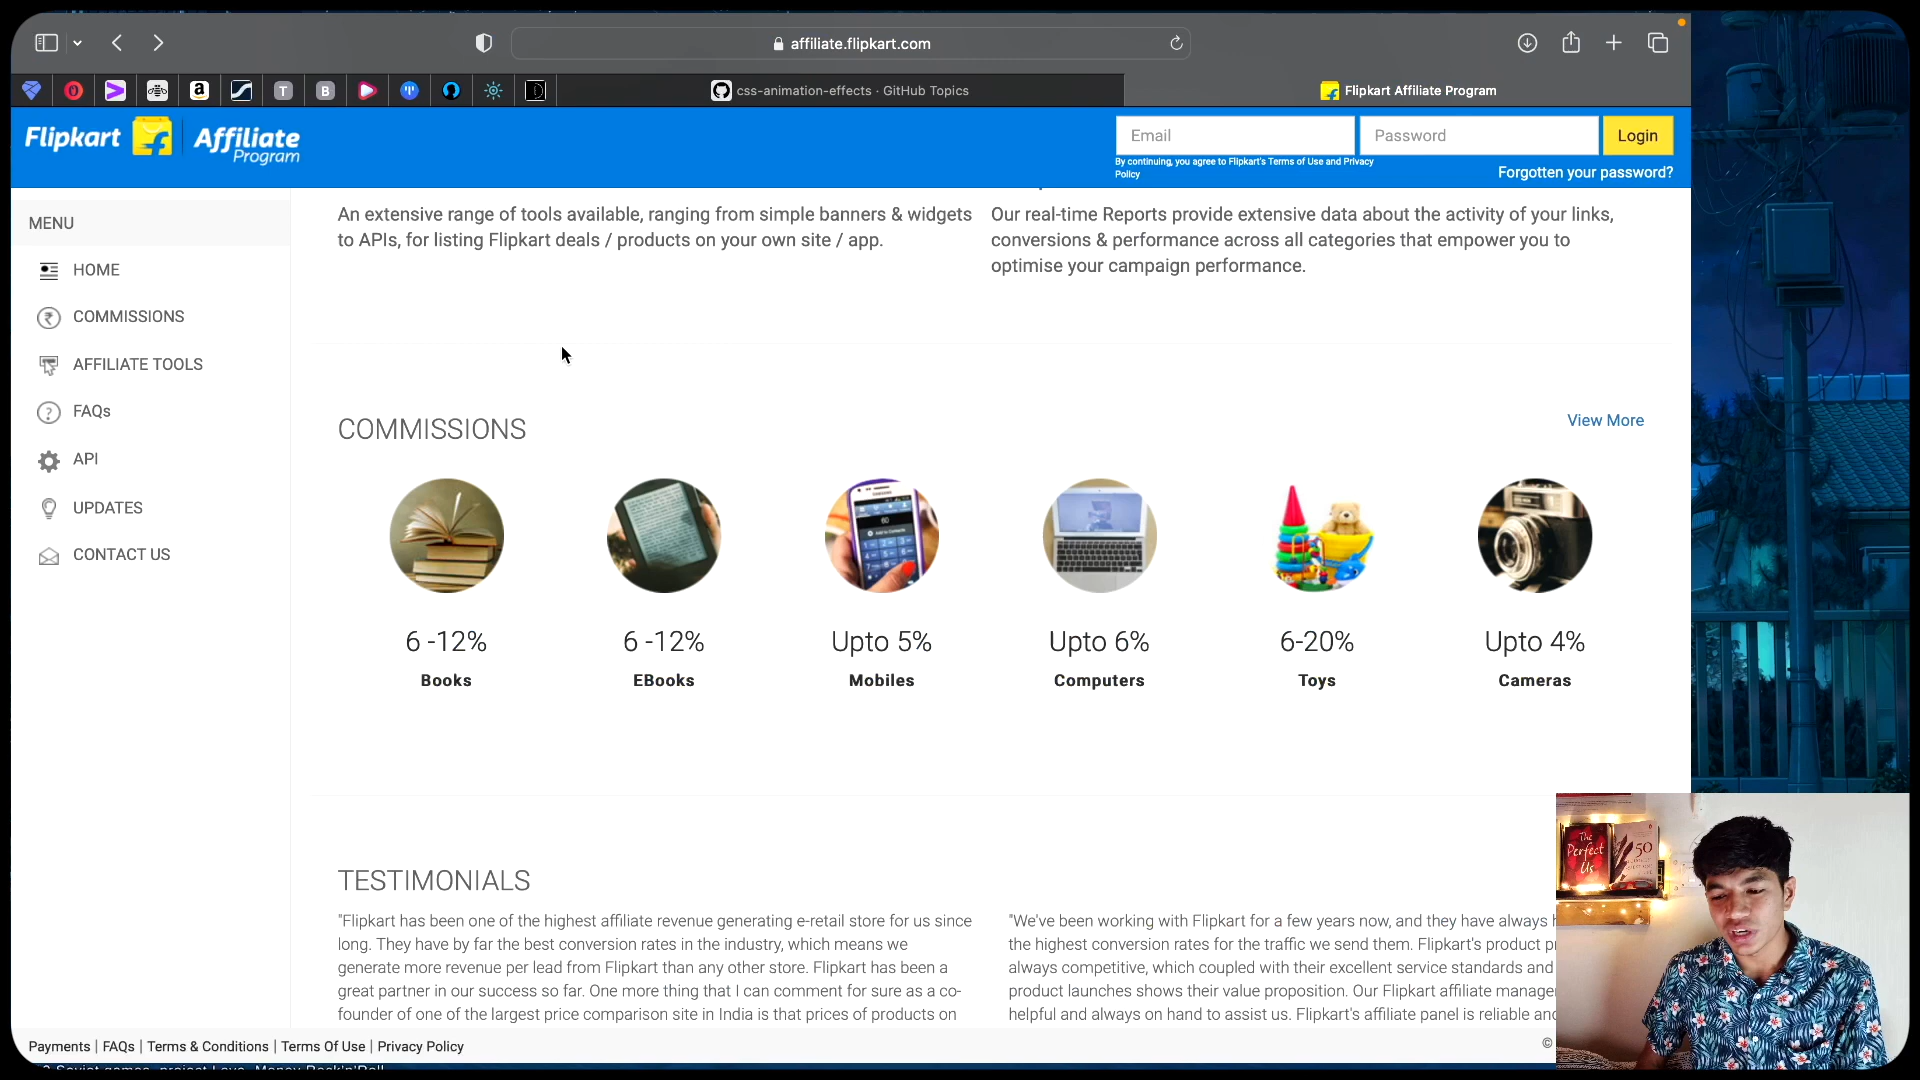 affiliate.flipkart.com
T
B
css-animation-effects · GitHub Topics
Flipkart Affiliate Program
Flipkart
Affiliate
Program
Email
Password
Login
By continuing, you agree to Flipkart's Terms of Use and Privacy
Policy
Forgotten your password?
MENU
HOME
COMMISSIONS
AFFILIATE TOOLS
FAQs
API
UPDATES
CONTACT US
An extensive range of tools available, ranging from simple banners & widgets
to APIs, for listing Flipkart deals / products on your own site / app.
Our real-time Reports provide extensive data about the activity of your links,
conversions & performance across all categories that empower you to
optimise your campaign performance.
COMMISSIONS
View More
6 -12%
Books
6 -12%
EBooks
Upto 5%
Mobiles
Upto 6%
Computers
6-20%
Toys
Upto 4%
Cameras
TESTIMONIALS
"Flipkart has been one of the highest affiliate revenue generating e-retail store for us since
long. They have by far the best conversion rates in the industry, which means we
generate more revenue per lead from Flipkart than any other store. Flipkart has been a
great partner in our success so far. One more thing that I can comment for sure as a co-
founder of one of the largest price comparison site in India is that prices of products on
"We've been working with Flipkart for a few years now, and they have always
the highest conversion rates for the traffic we send them. Flipkart's product
always competitive, which coupled with their excellent service standards and
product launches shows their value proposition. Our Flipkart affiliate
helpful and always on hand to assist us. Flipkart's affiliate panel is reliable
The
Perfect
Us
50
Payments | FAQs | Terms & Conditions | Terms Of Use | Privacy Policy
©